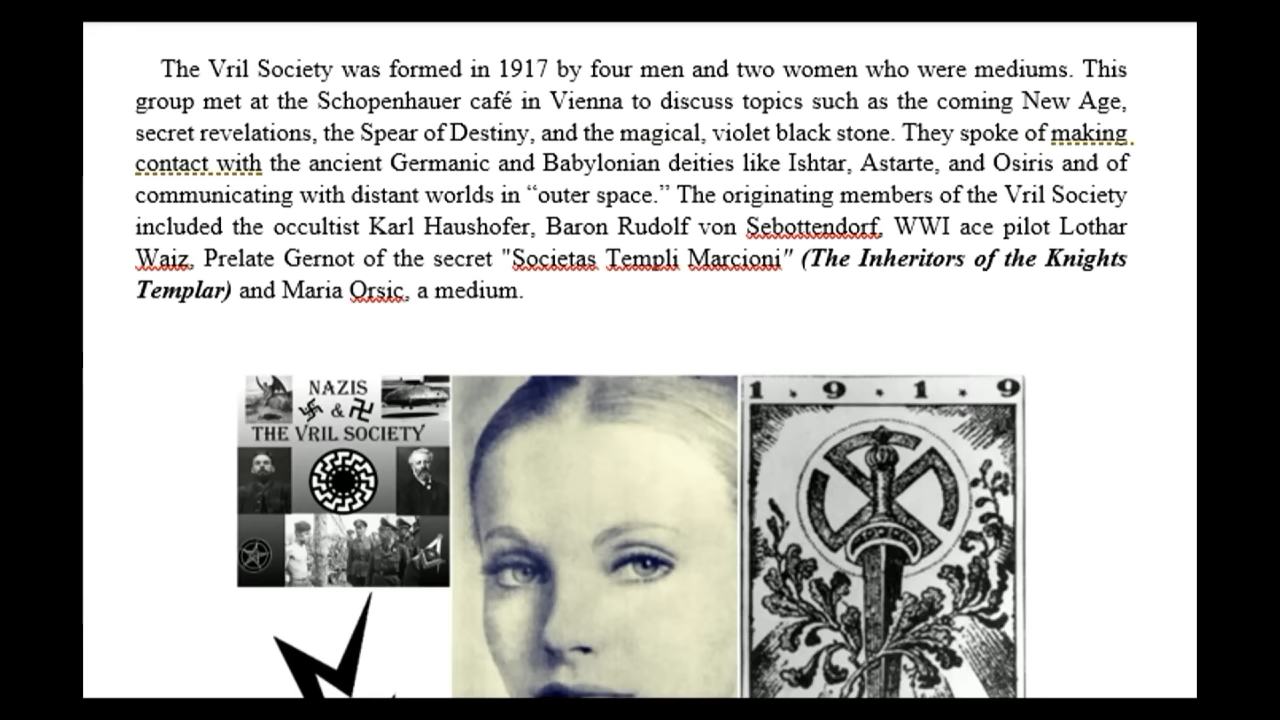 The Vril Society was formed in 1917 by four men and two women who were mediums. This
group met at the Schopenhauer café in Vienna to discuss topics such as the coming New Age,
secret revelations, the Spear of Destiny, and the magical, violet black stone. They spoke of making
contact with the ancient Germanic and Babylonian deities like Ishtar, Astarte, and Osiris and of
communicating with distant worlds in “outer space.” The originating members of the Vril Society
included the occultist Karl Haushofer, Baron Rudolf von Sebottendorf, WWI ace pilot Lothar
Waiz, Prelate Gernot of the secret "Societas Templi Marcioni" (The Inheritors of the Knights
Templar) and Maria Orsic, a medium.
NAZIS
&
THE VRIL SOCIETY
1.9.1.9